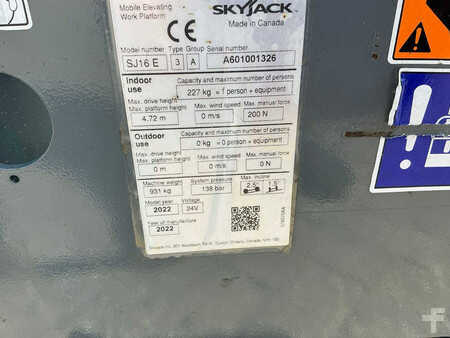 Mobile Elevating
Work Platform
SKYJACK
CE
Made in Canada
Model number Type Group Serial number
SJ16 E 3 A A601001326
Indoor
use
Capacity and maximum number of persons
227 kg = 1 person + equipment
Max. drive height
Max. platform height Max. wind speed Max. manual force
4.72 m 0 m/s 200 N
Outdoor
use
Capacity and maximum number of persons
0 kg = 0 person + equipment
Max. drive height
Max. platform height Max. wind speed Max. manual force
0 m 0 m/s 0 N
Machine weight System pressure Max. incline
931 kg 138 bar 2.5°
Model year Voltage
2022 24V
Year of manufacture
2022